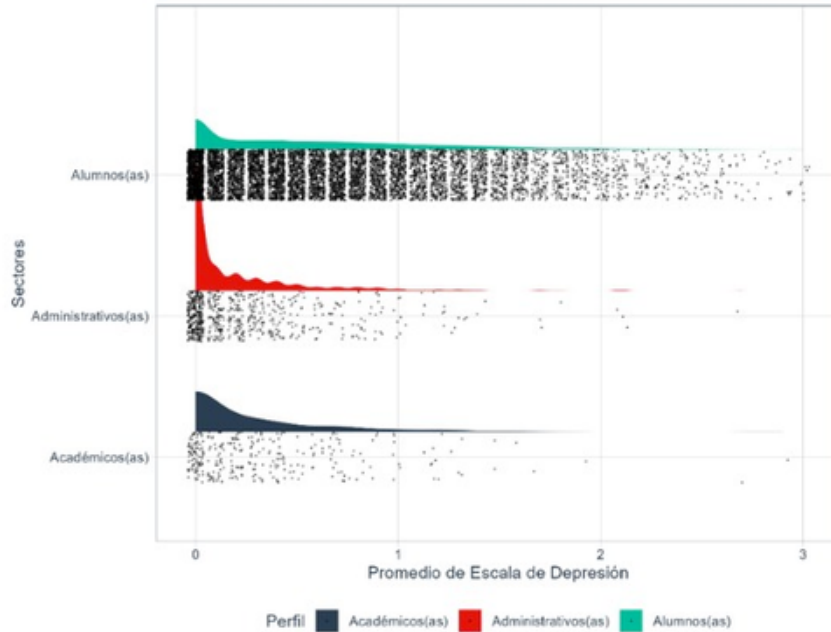 Sectores
Alumnos(as)
Administrativos(as)
Académicos(as)
0 1 2 3
Promedio de Escala de Depresión
Perfil Académicos(as) Administrativos(as) Alumnos(as)